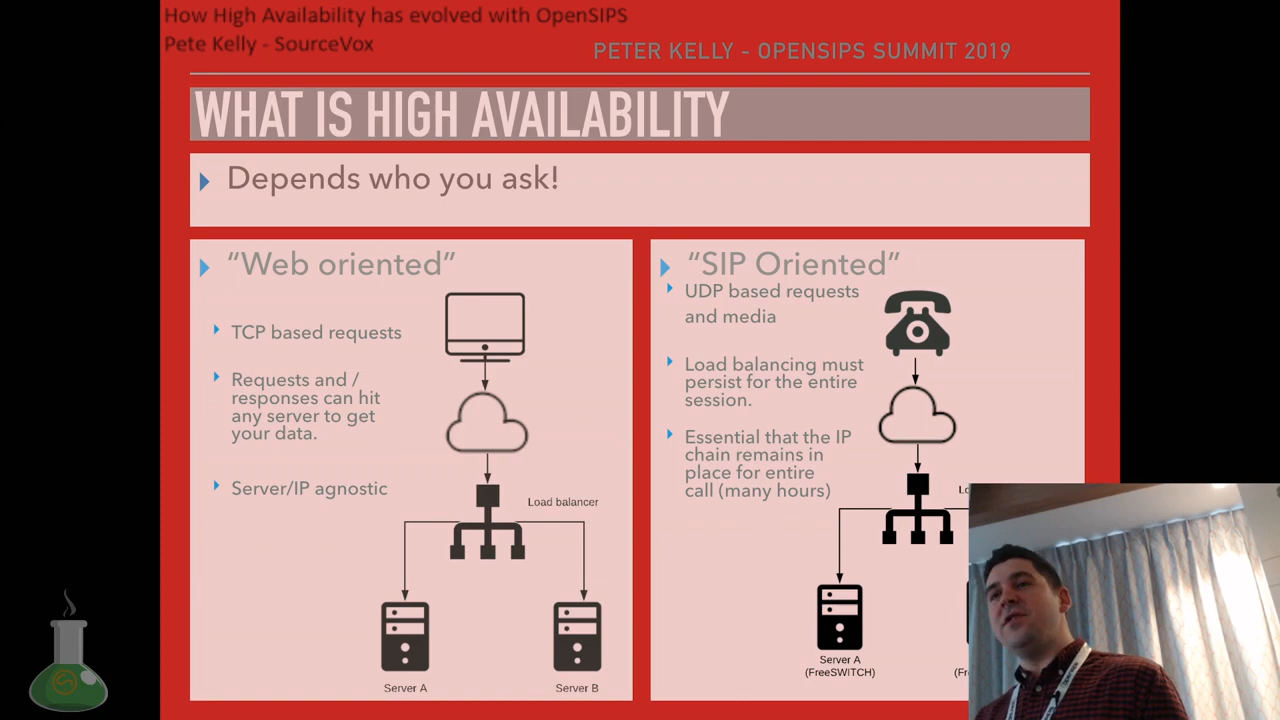 How High Availability has evolved with OpenSIPS
Pete Kelly - SourceVox
PETER KELLY - OPENSIPS SUMMIT 2019
WHAT IS HIGH AVAILABILITY
Depends who you ask!
“Web oriented”
TCP based requests
Requests and /
responses can hit
any server to get
your data.
Server/IP agnostic
Load balancer
Server A
Server B
“SIP Oriented”
UDP based requests
and media
Load balancing must
persist for the entire
session.
Essential that the IP
chain remains in
place for entire
call (many hours)
Server A
(FreeSWITCH)